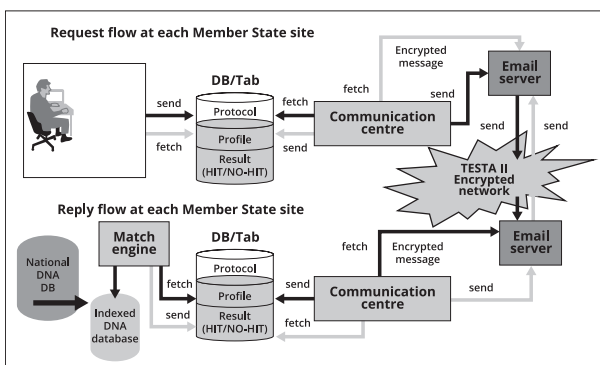 Request flow at each Member State site
Encrypted
message
Email
server
DB/Tab
fetch
send
send
fetch
Protocol
Communication
centre
fetch
Profile
send
send
send
Result
(HIT/NO-HIT)
TESTA II
Encrypted
network
Reply flow at each Member State site
Match
engine
DB/Tab
fetch
Encrypted
message
Email
server
National
DNA
DB
Protocol
fetch
send
Profile
Communication
centre
send
Indexed
DNA
database
send
Result
(HIT/NO-HIT)
fetch